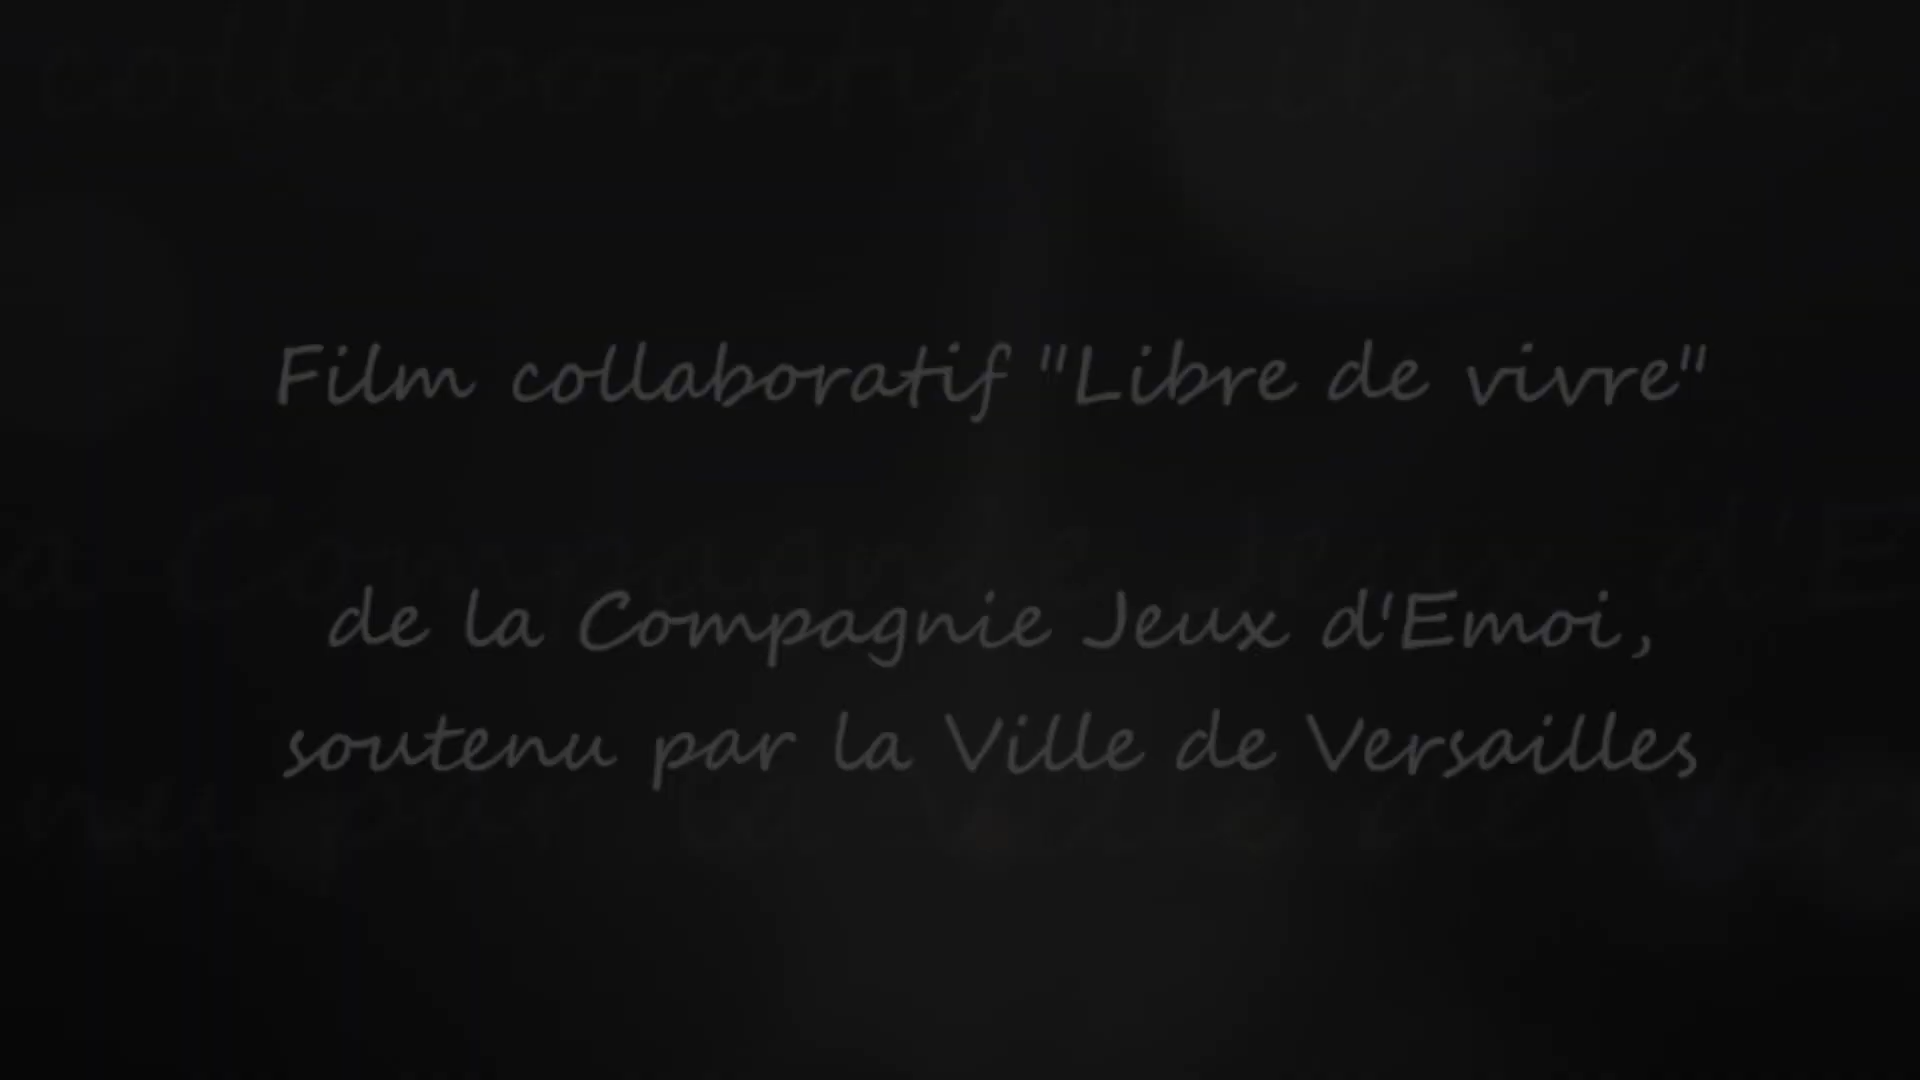 Film collaboratif "Libre de vivre"
de la Compagnie Jeux d'Emoi,
soutenu par la Ville de Versailles